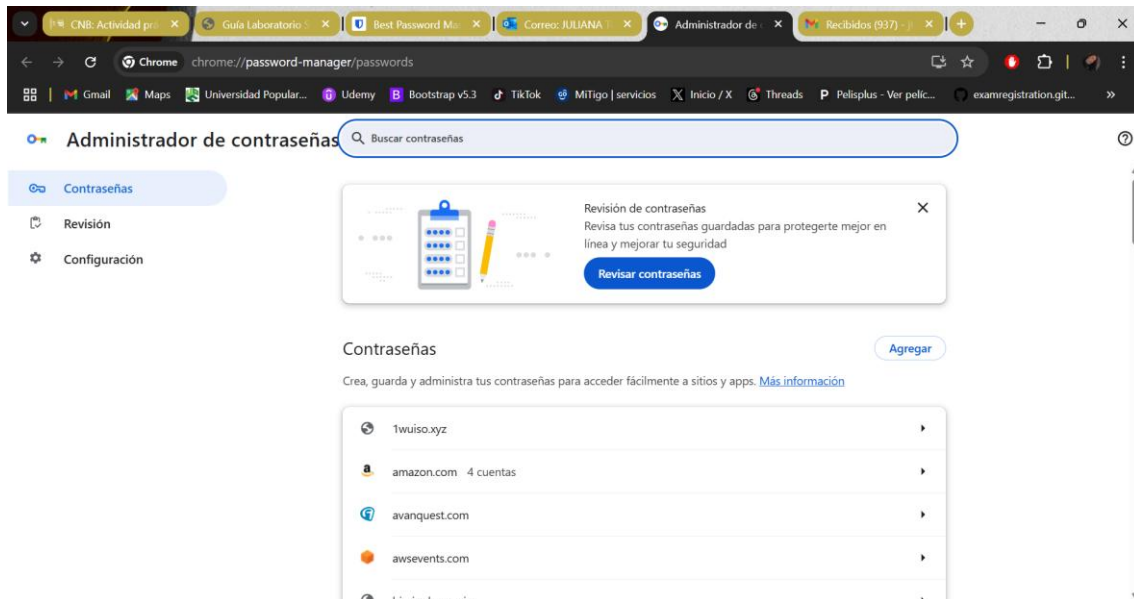 CNB: Actividad pro
Guía Laboratorio S
Best Password Ma
Correo: JULIANA T
Administrador de
Recibidos (937) - j
Chrome chrome://password-manager/passwords
Gmail Maps Universidad Popular... Udemy Bootstrap v5.3 TikTok MiTigo | servicios Inicio / X Threads Pelisplus - Ver pelíc... examregistration.git... »
Administrador de contraseñas
Buscar contraseñas
Contraseñas
Revisión
Configuración
Revisión de contraseñas
Revisa tus contraseñas guardadas para protegerte mejor en
línea y mejorar tu seguridad
Revisar contraseñas
Contraseñas
Agregar
Crea, guarda y administra tus contraseñas para acceder fácilmente a sitios y apps. Más información
1wuiso.xyz
amazon.com 4 cuentas
avanquest.com
awsevents.com